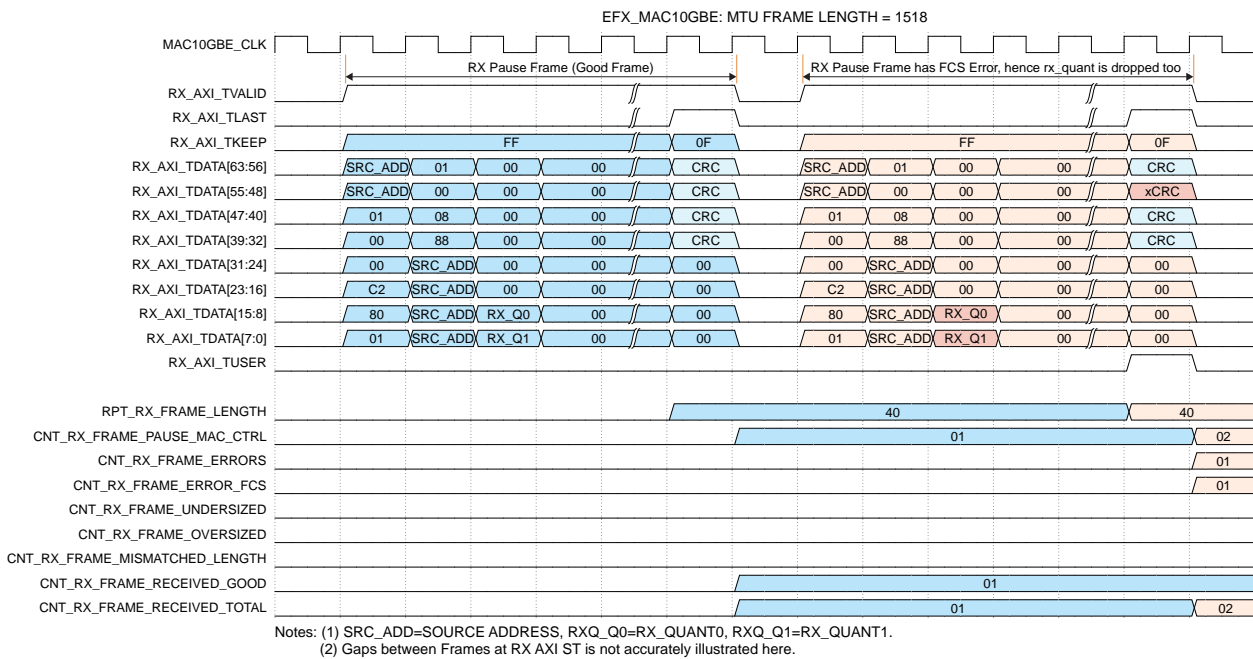 EFX_MAC10GBE: MTU FRAME LENGTH = 1518
MAC10GBE_CLK
RX Pause Frame (Good Frame) RX Pause Frame has FCS Error, hence rx_quant is dropped too
RX_AXI_TVALID
RX_AXI_TLAST
RX_AXI_TKEEP FF 0F FF 0F
RX_AXI_TDATA[63:56] SRC_ADD 01 00 00 CRC SRC_ADD 01 00 00 CRC
RX_AXI_TDATA[55:48] SRC_ADD 00 00 00 CRC SRC_ADD 00 00 00 xCRC
RX_AXI_TDATA[47:40] 01 08 00 00 CRC 01 08 00 00 CRC
RX_AXI_TDATA[39:32] 00 88 00 00 CRC 00 88 00 00 CRC
RX_AXI_TDATA[31:24] 00 SRC_ADD 00 00 00 00 SRC_ADD 00 00 00
RX_AXI_TDATA[23:16] C2 SRC_ADD 00 00 00 C2 SRC_ADD 00 00 00
RX_AXI_TDATA[15:8] 80 SRC_ADD RX_Q0 00 00 80 SRC_ADD RX_Q0 00 00
RX_AXI_TDATA[7:0] 01 SRC_ADD RX_Q1 00 00 01 SRC_ADD RX_Q1 00 00
RX_AXI_TUSER
RPT_RX_FRAME_LENGTH 40 40
CNT_RX_FRAME_PAUSE_MAC_CTRL 01 02
CNT_RX_FRAME_ERRORS 01
CNT_RX_FRAME_ERROR_FCS 01
CNT_RX_FRAME_UNDERSIZED
CNT_RX_FRAME_OVERSIZED
CNT_RX_FRAME_MISMATCHED_LENGTH
CNT_RX_FRAME_RECEIVED_GOOD 01
CNT_RX_FRAME_RECEIVED_TOTAL 01 02
Notes: (1) SRC_ADD=SOURCE ADDRESS, RXQ_Q0=RX_QUANT0, RXQ_Q1=RX_QUANT1.
(2) Gaps between Frames at RX AXI ST is not accurately illustrated here.